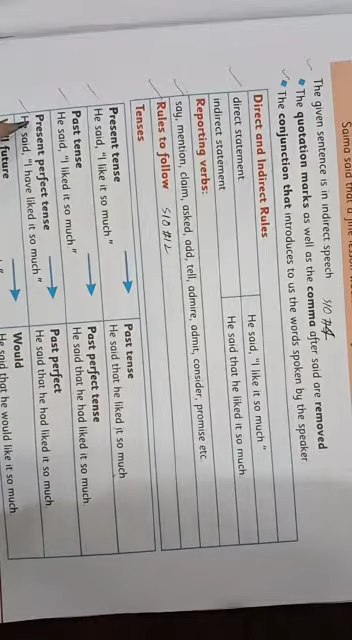 Saima said that
The given sentence is in indirect speech SLO
The quotation marks as well as the comma after said are removed
The conjunction that introduces to us the words spoken by the speaker
Direct and Indirect Rules
direct statement He said, "I like it so much"
indirect statement He said that he liked it so much
Reporting verbs:
say, mention, claim, asked, add, tell, admire, admit, consider, promise etc
Rules to follow SLO
Tenses
Present tense Past tense
He said, "I like it so much" He said that he liked it so much
Past tense Past perfect tense
He said, "I liked it so much" He said that he had liked it so much
Present perfect tense Past perfect
He said, "I have liked it so much" He said that he had liked it so much
future Would
He said that he would like it so much